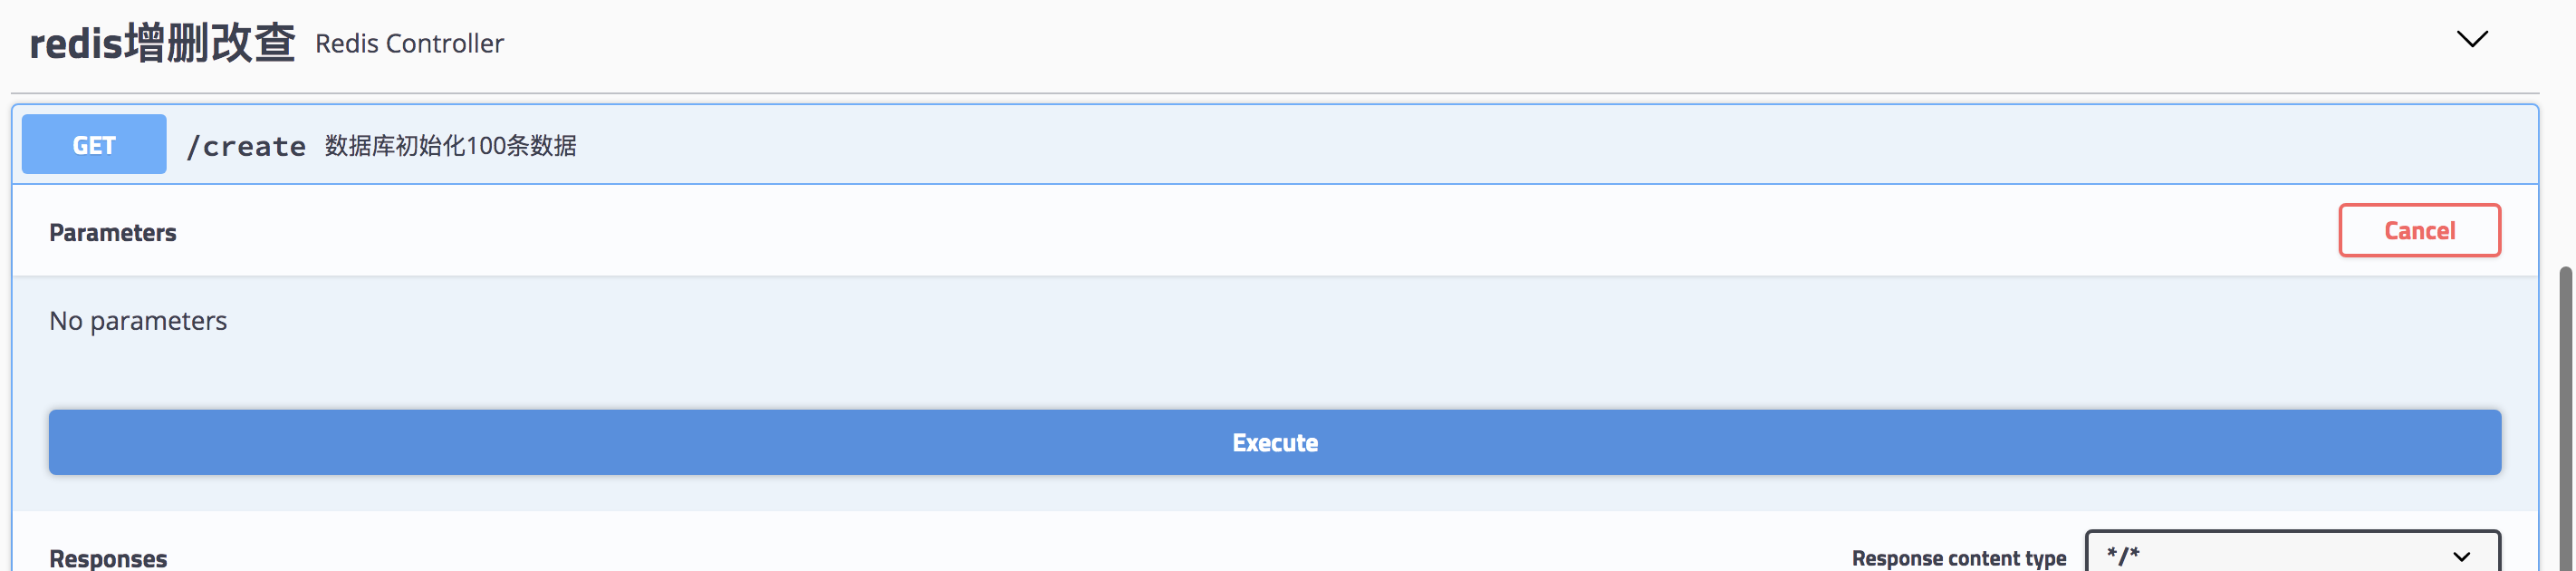 redis增删改查 Redis Controller
GET /create 数据库初始化100条数据
Parameters Cancel
No parameters
Execute
Responses Response content type */*